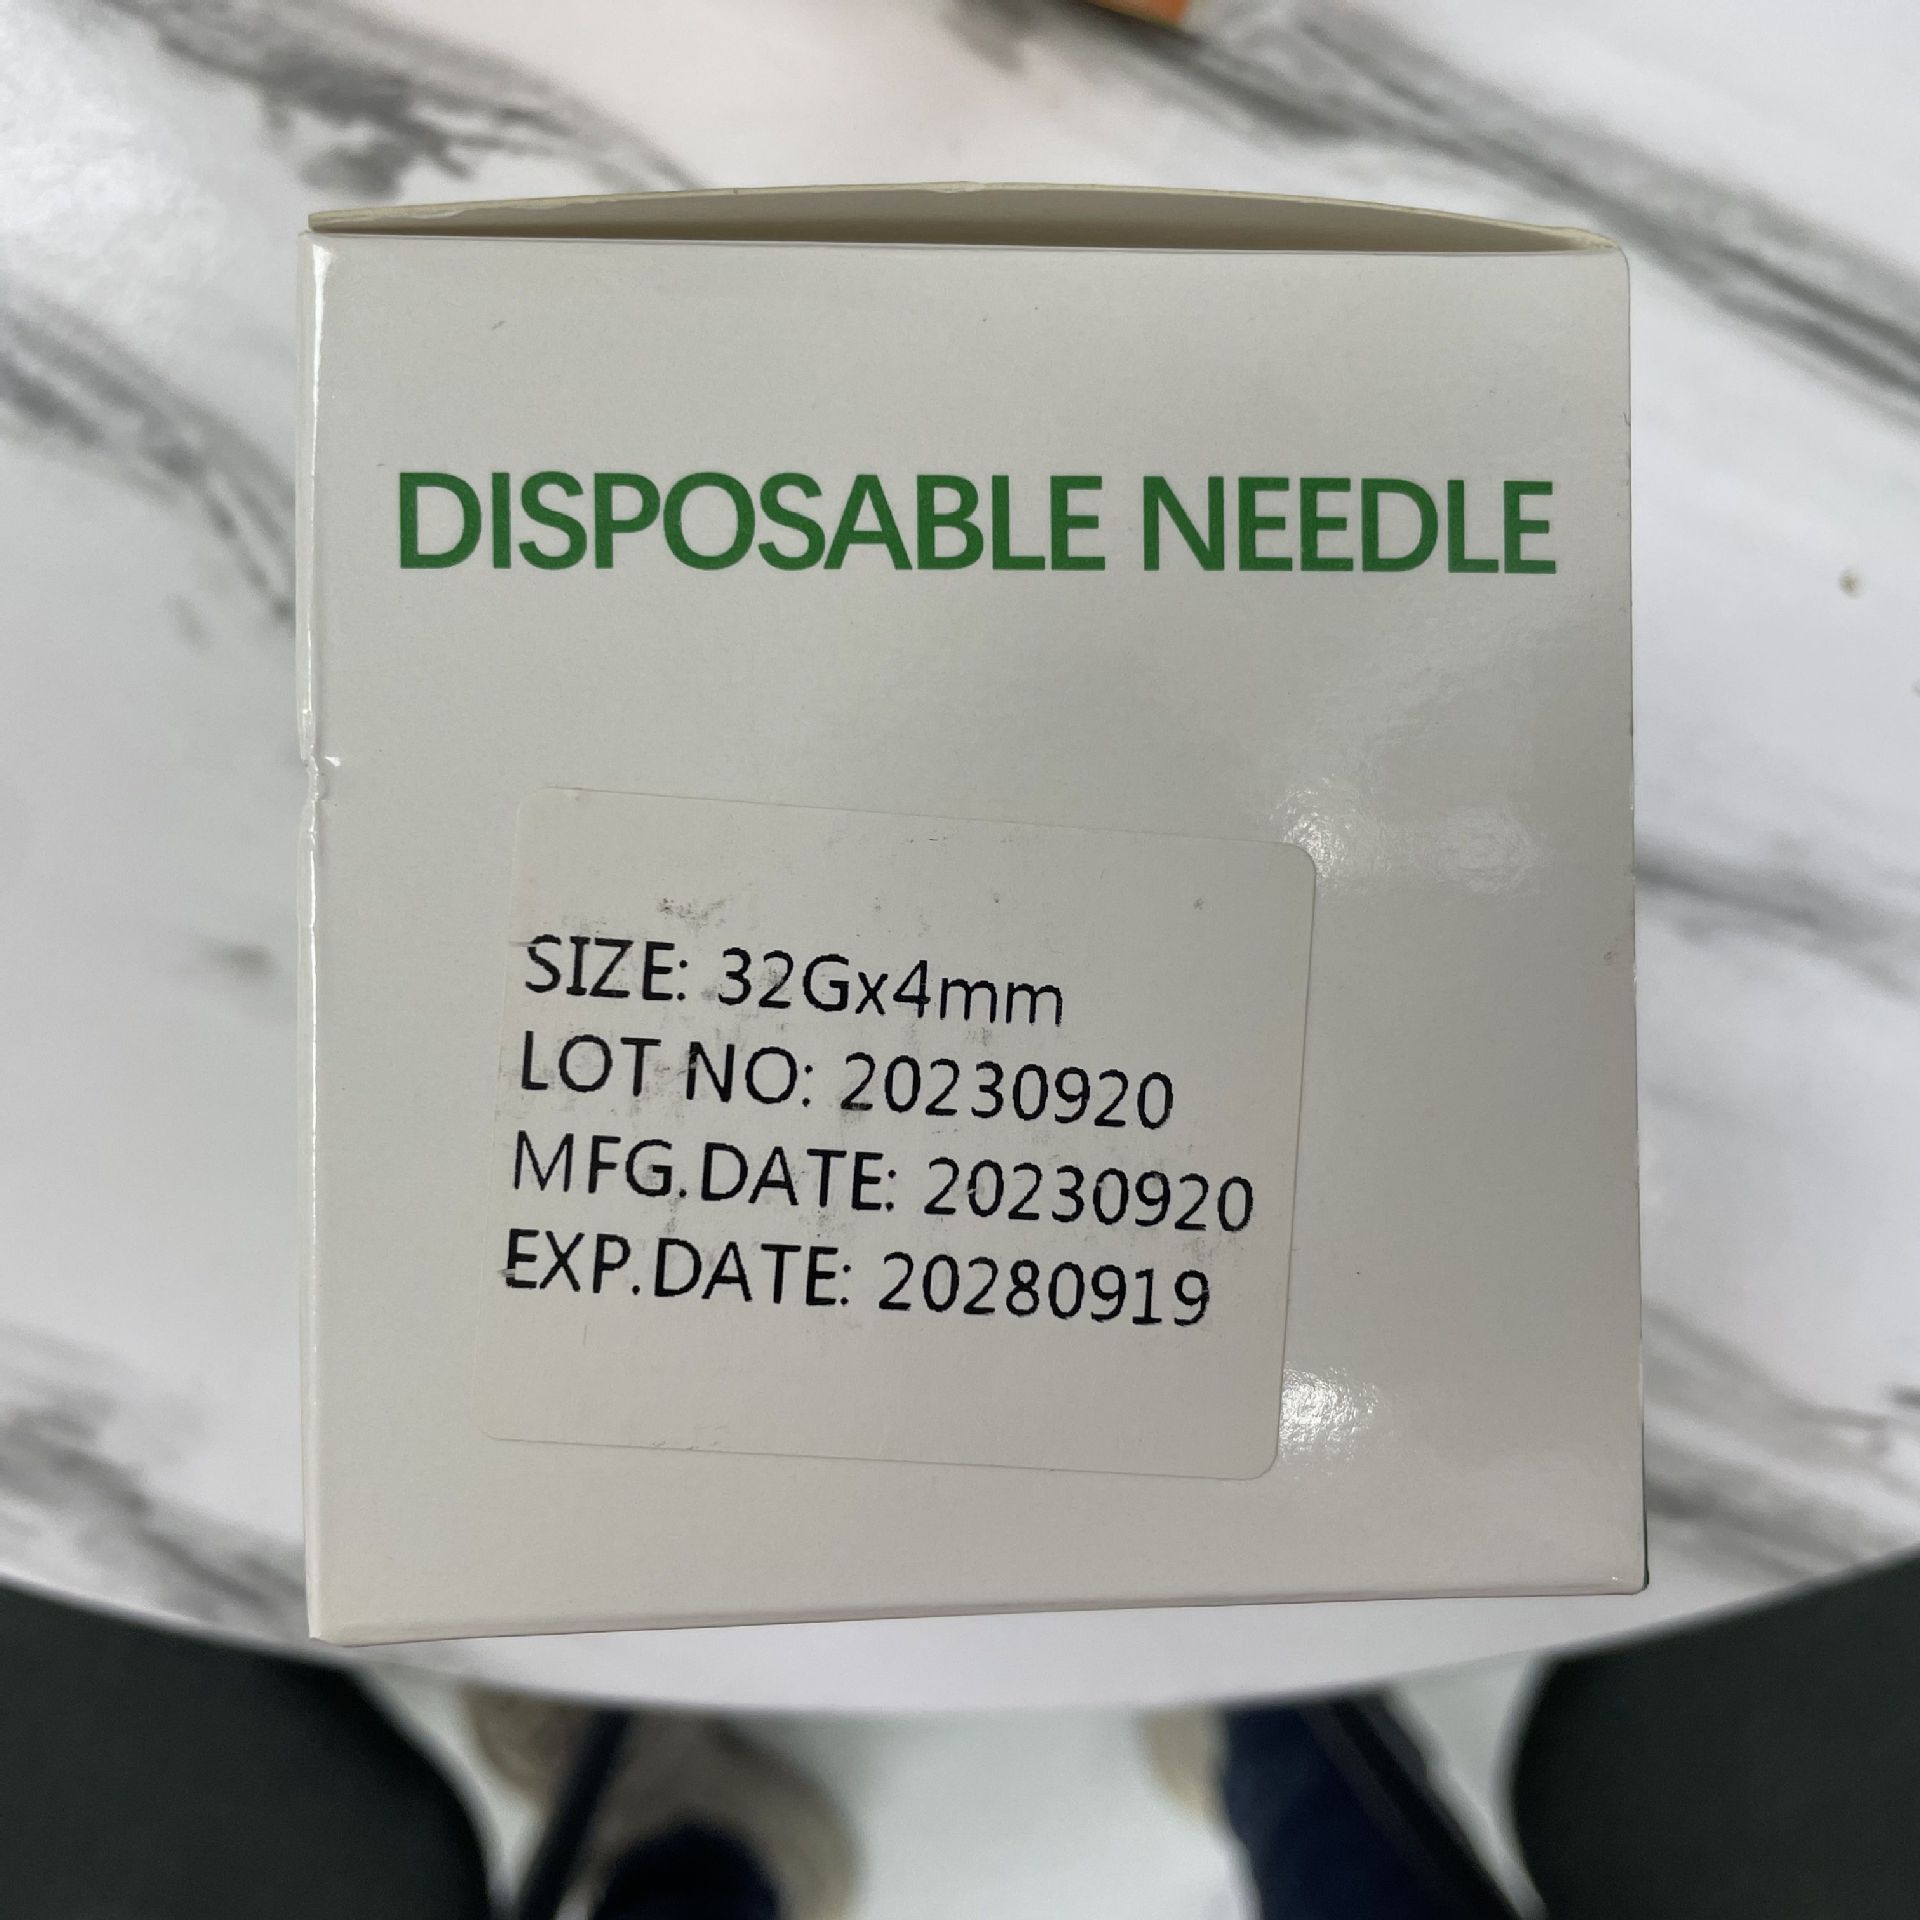 DISPOSABLE NEEDLE
SIZE: 32Gx4mm
LOT NO: 20230920
MFG.DATE: 20230920
EXP.DATE: 20280919